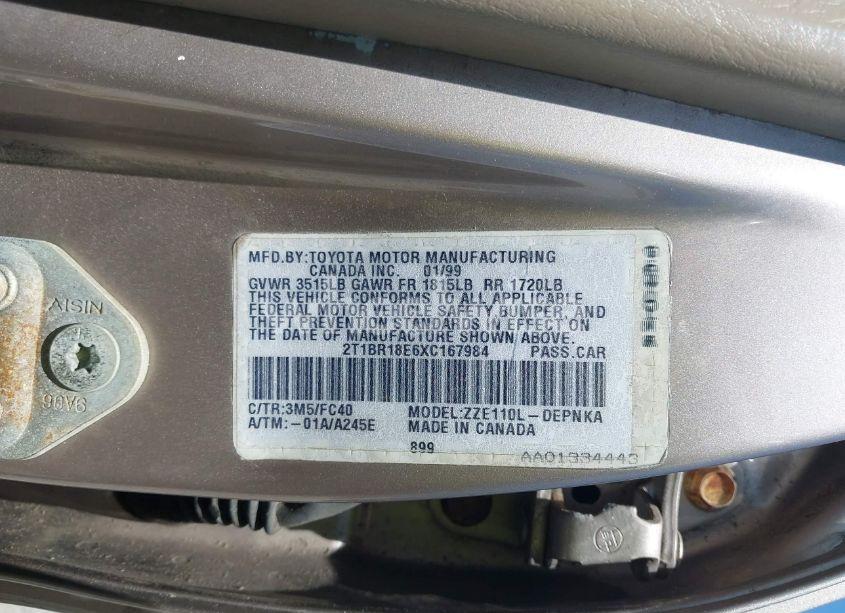 MFD.BY:TOYOTA MOTOR MANUFACTURING
CANADA INC. 01/99
GVWR 3515LB GAWR FR 1815LB RR 1720LB
THIS VEHICLE CONFORMS TO ALL APPLICABLE
FEDERAL MOTOR VEHICLE SAFETY, BUMPER, AND
THEFT PREVENTION STANDARDS IN EFFECT ON
THE DATE OF MANUFACTURE SHOWN ABOVE.
2T1BR18E6XC167984 PASS.CAR
C/TR:3M5/FC40 MODEL:ZZE110L-DEPNKA
A/TM:-01A/A245E MADE IN CANADA
899
AA01334443
AISIN
90A6